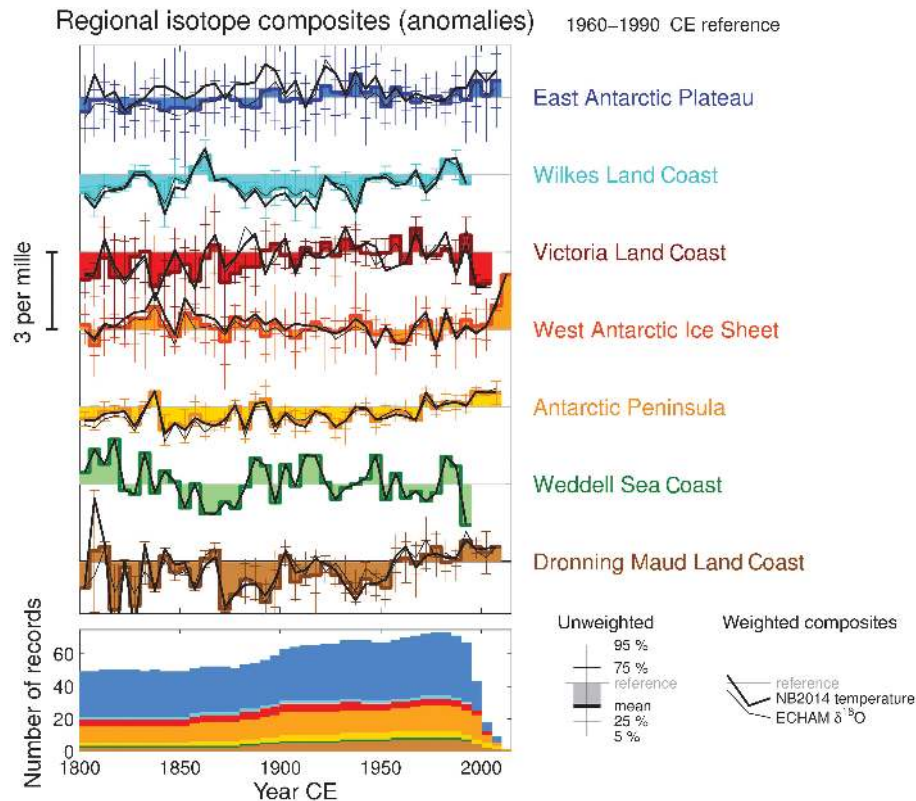 Regional isotope composites (anomalies) 1960–1990 CE reference
East Antarctic Plateau
Wilkes Land Coast
Victoria Land Coast
3 per mille
West Antarctic Ice Sheet
Antarctic Peninsula
Weddell Sea Coast
Dronning Maud Land Coast
Number of records
60
40
20
0
1800 1850 1900 1950 2000
Year CE
Unweighted
95 %
75 %
reference
mean
25 %
5 %
Weighted composites
reference
NB2014 temperature
ECHAM δ¹⁸O